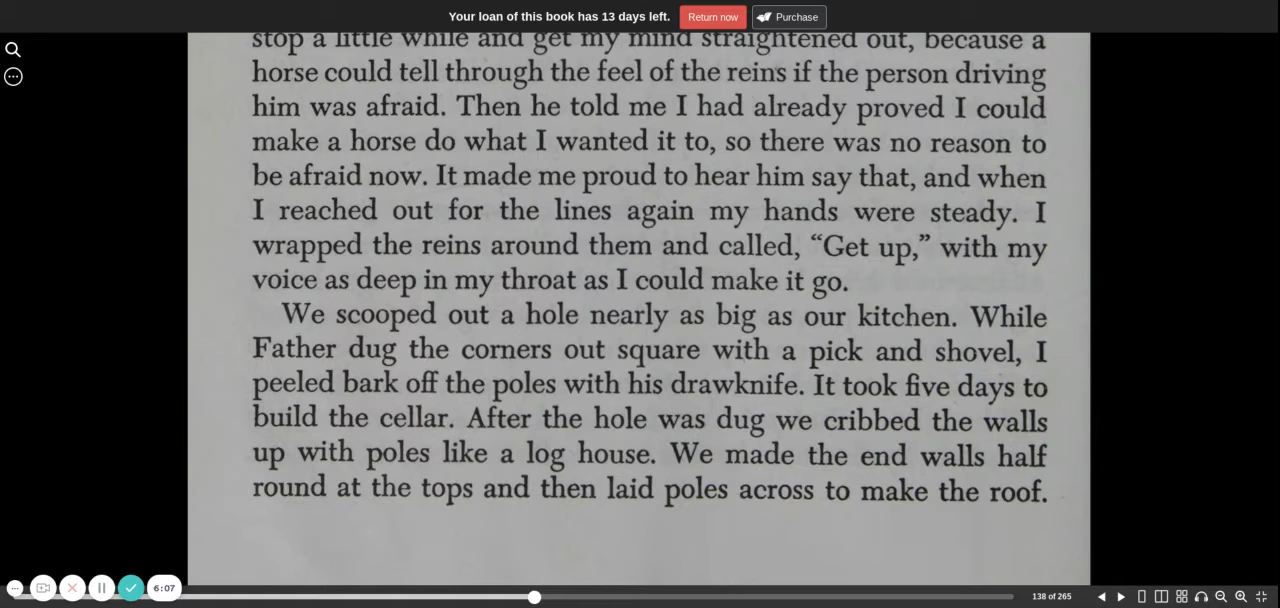 Your loan of this book has 13 days left. Return now Purchase
stop a little while and get my mind straightened out, because a
horse could tell through the feel of the reins if the person driving
him was afraid. Then he told me I had already proved I could
make a horse do what I wanted it to, so there was no reason to
be afraid now. It made me proud to hear him say that, and when
I reached out for the lines again my hands were steady. I
wrapped the reins around them and called, “Get up,” with my
voice as deep in my throat as I could make it go.
We scooped out a hole nearly as big as our kitchen. While
Father dug the corners out square with a pick and shovel, I
peeled bark off the poles with his drawknife. It took five days to
build the cellar. After the hole was dug we cribbed the walls
up with poles like a log house. We made the end walls half
round at the tops and then laid poles across to make the roof.
6:07
138 of 265